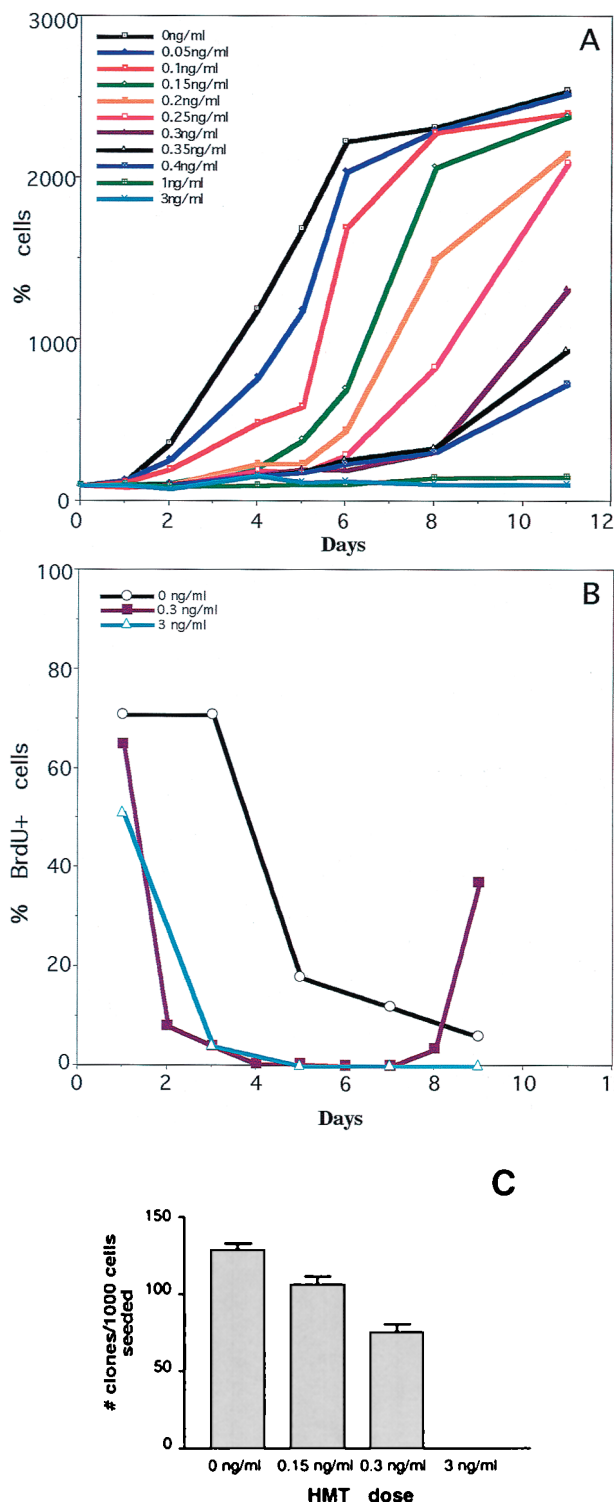 3000
A
0ng/ml
0.05ng/ml
0.1ng/ml
0.15ng/ml
0.2ng/ml
0.25ng/ml
0.3ng/ml
0.35ng/ml
0.4ng/ml
1ng/ml
3ng/ml
2000
% cells
1000
0
0 2 4 6 8 10 12
Days
100
B
0 ng/ml
0.3 ng/ml
3 ng/ml
80
60
% BrdU+ cells
40
20
0
0 2 4 6 8 10 1
Days
C
150
# clones/1000 cells
seeded
100
50
0
0 ng/ml 0.15 ng/ml 0.3 ng/ml 3 ng/ml
HMT dose